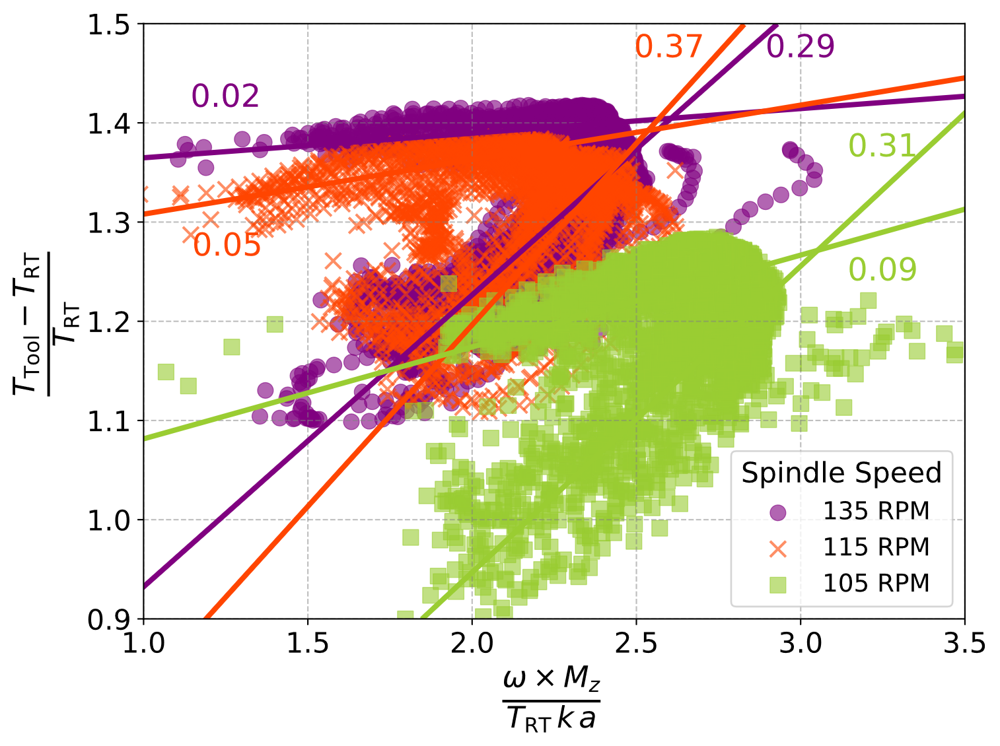 1.5
1.4
1.3
1.2
1.1
1.0
0.9
T_Tool − T_RT
T_RT
0.37
0.29
0.02
0.31
0.05
0.09
Spindle Speed
135 RPM
115 RPM
105 RPM
1.0 1.5 2.0 2.5 3.0 3.5
ω × M_z
T_RT k a